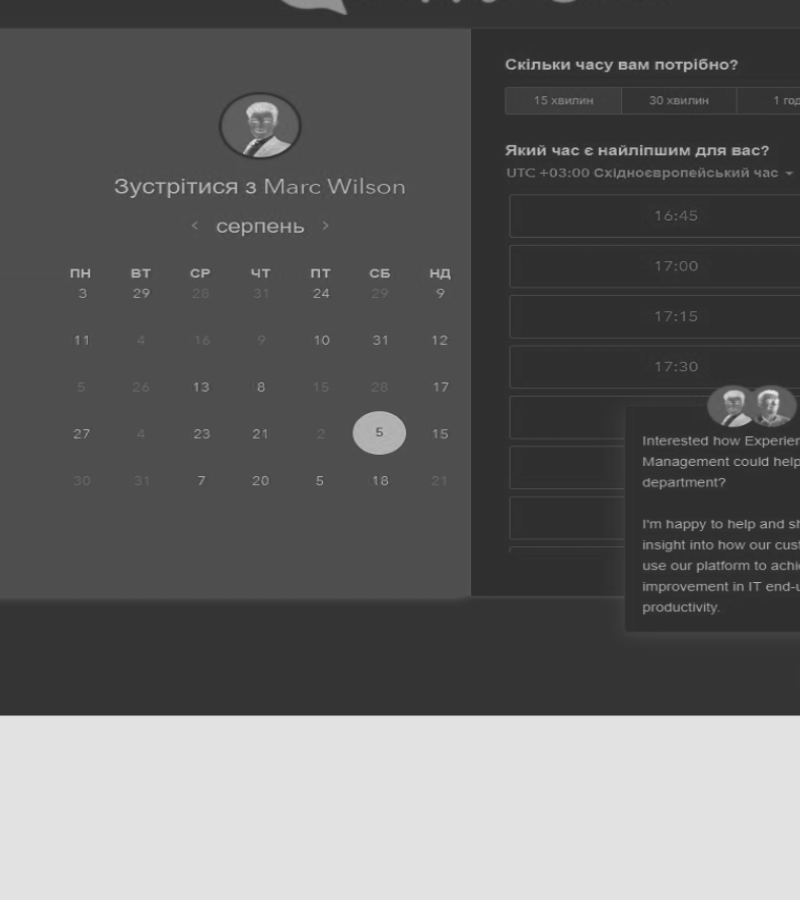 Скільки часу вам потрібно?
15 хвилин 30 хвилин 1 год
Який час є найліпшим для вас?
UTC +03:00 Східноєвропейський час
Зустрітися з Marc Wilson
серпень
ПН ВТ СР ЧТ ПТ СБ НД
3 29 28 31 24 29 9
11 4 16 9 10 31 12
5 26 13 8 15 28 17
27 4 23 21 2 5 15
30 31 7 20 5 18 21
16:45
17:00
17:15
17:30
Interested how Experien
Management could help
department?
I'm happy to help and sh
insight into how our cust
use our platform to achie
improvement in IT end-u
productivity.